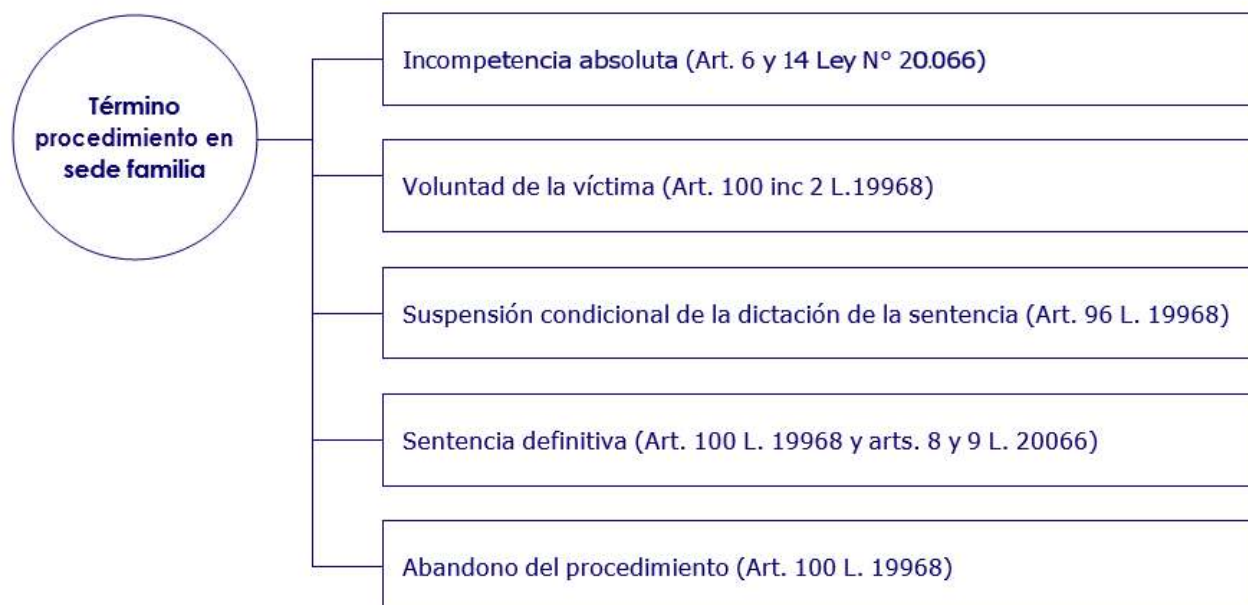 Término
procedimiento en
sede familia
Incompetencia absoluta (Art. 6 y 14 Ley N° 20.066)
Voluntad de la víctima (Art. 100 inc 2 L.19968)
Suspensión condicional de la dictación de la sentencia (Art. 96 L. 19968)
Sentencia definitiva (Art. 100 L. 19968 y arts. 8 y 9 L. 20066)
Abandono del procedimiento (Art. 100 L. 19968)